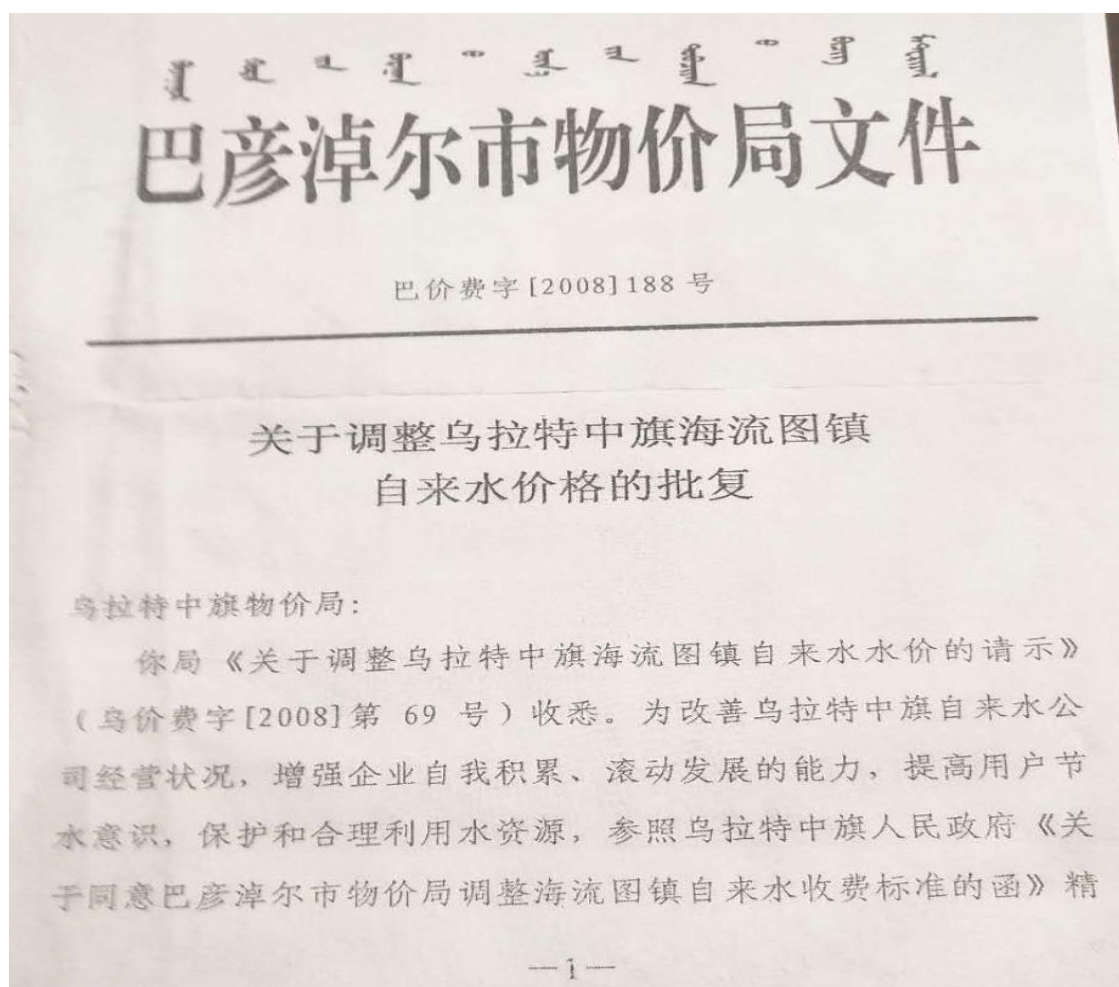 巴彦淖尔市物价局文件
巴价费字[2008]188 号
关于调整乌拉特中旗海流图镇
自来水价格的批复
乌拉特中旗物价局：
你局《关于调整乌拉特中旗海流图镇自来水水价的请示》
（乌价费字[2008]第 69 号）收悉。为改善乌拉特中旗自来水公
司经营状况，增强企业自我积累、滚动发展的能力，提高用户节
水意识，保护和合理利用水资源，参照乌拉特中旗人民政府《关
于同意巴彦淖尔市物价局调整海流图镇自来水收费标准的函》精
—1—